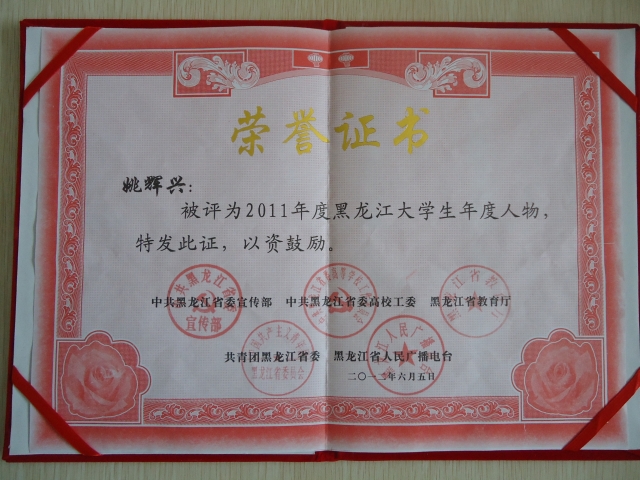 荣誉证书
姚辉兴：
被评为2011年度黑龙江大学生年度人物，
特发此证，以资鼓励。
中共黑龙江省委宣传部 中共黑龙江省委高校工委 黑龙江省教育厅
共青团黑龙江省委 黑龙江省人民广播电台
二〇一二年六月五日